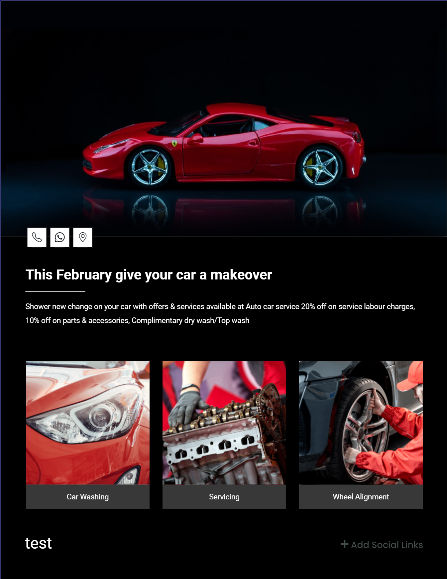 This February give your car a makeover
Shower new change on your car with offers & services available at Auto car service 20% off on service labour charges,
10% off on parts & accessories, Complimentary dry wash/Top wash
Car Washing
Servicing
Wheel Alignment
test
+ Add Social Links